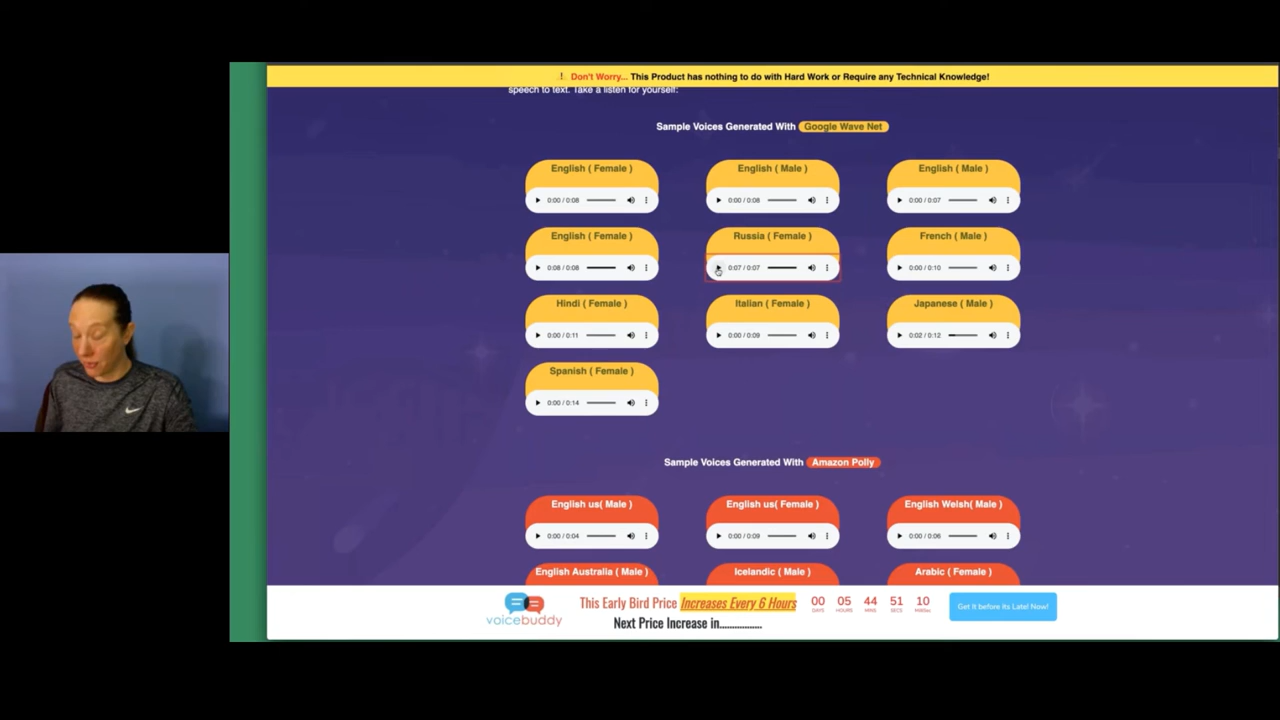 ! Don't Worry... This Product has nothing to do with Hard Work or Require any Technical Knowledge!
speech to text. Take a listen for yourself:
Sample Voices Generated With Google Wave Net
English ( Female ) English ( Male ) English ( Male )
0:00 / 0:08 0:00 / 0:08 0:00 / 0:07
English ( Female ) Russia ( Female ) French ( Male )
0:08 / 0:08 0:07 / 0:07 0:00 / 0:10
Hindi ( Female ) Italian ( Female ) Japanese ( Male )
0:00 / 0:11 0:00 / 0:09 0:02 / 0:12
Spanish ( Female )
0:00 / 0:14
Sample Voices Generated With Amazon Polly
English us( Male ) English us( Female ) English Welsh( Male )
0:00 / 0:04 0:00 / 0:09 0:00 / 0:06
English Australia ( Male ) Icelandic ( Male ) Arabic ( Female )
voicebuddy
This Early Bird Price Increases Every 6 Hours
Next Price Increase in.................
00 05 44 51 10
DAYS HOURS MINS SECS Millisec
Get it before its Late! Now!